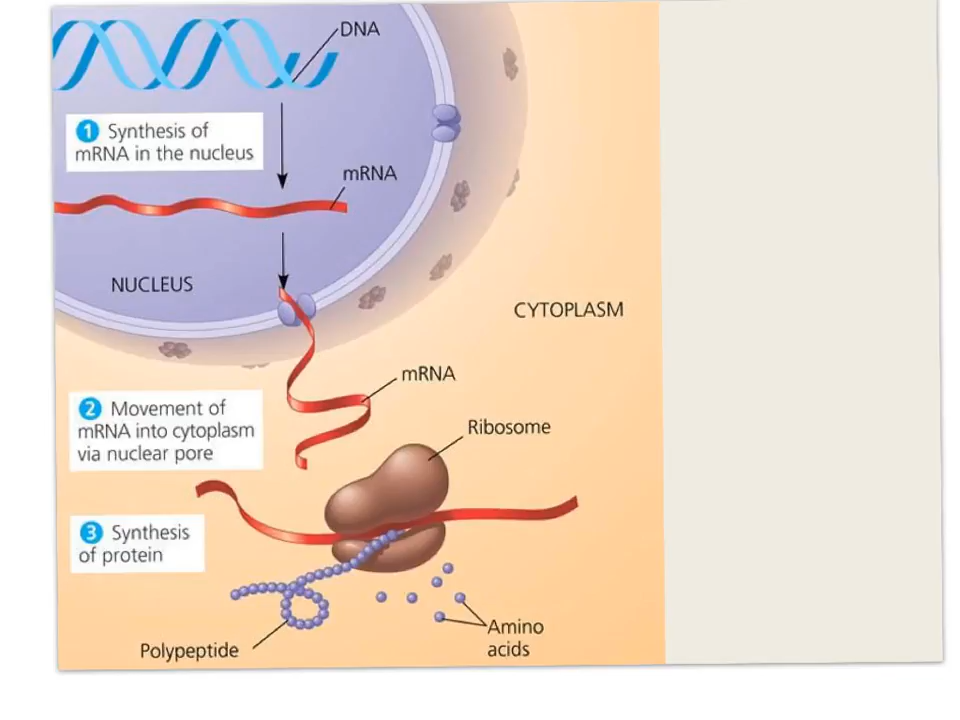 DNA
1 Synthesis of
mRNA in the nucleus
mRNA
NUCLEUS
CYTOPLASM
mRNA
2 Movement of
mRNA into cytoplasm
via nuclear pore
Ribosome
3 Synthesis
of protein
Amino
acids
Polypeptide